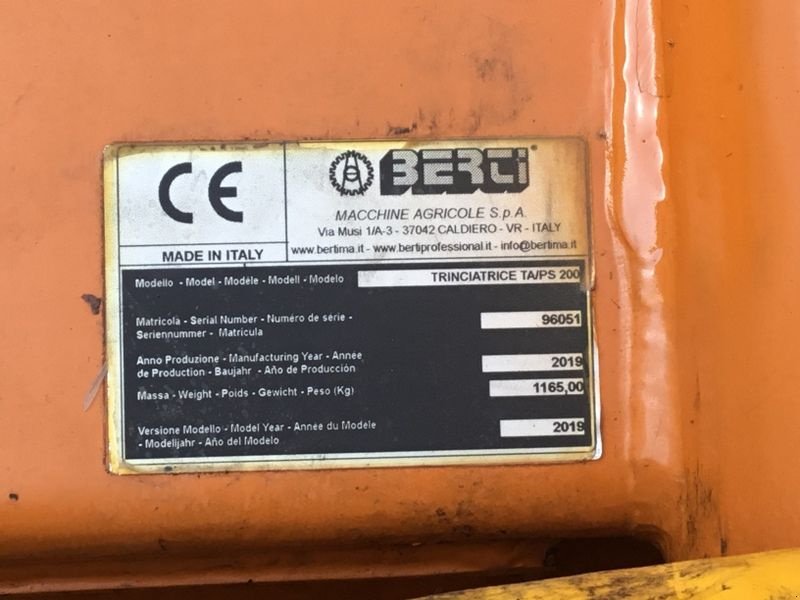 CE
MADE IN ITALY
BERTI®
MACCHINE AGRICOLE S.p.A.
Via Musi 1/A-3 - 37042 CALDIERO - VR - ITALY
www.bertima.it - www.bertiprofessional.it - info@bertima.it
Modello - Model - Modèle - Modell - Modelo TRINCIATRICE TA/PS 200
Matricola - Serial Number - Numéro de série - 96051
Seriennummer - Matricula
Anno Produzione - Manufacturing Year - Année 2019
de Production - Baujahr - Año de Producción
Massa - Weight - Poids - Gewicht - Peso (Kg) 1165,00
Versione Modello - Model Year - Année du Modèle 2019
- Modelljahr - Año del Modelo